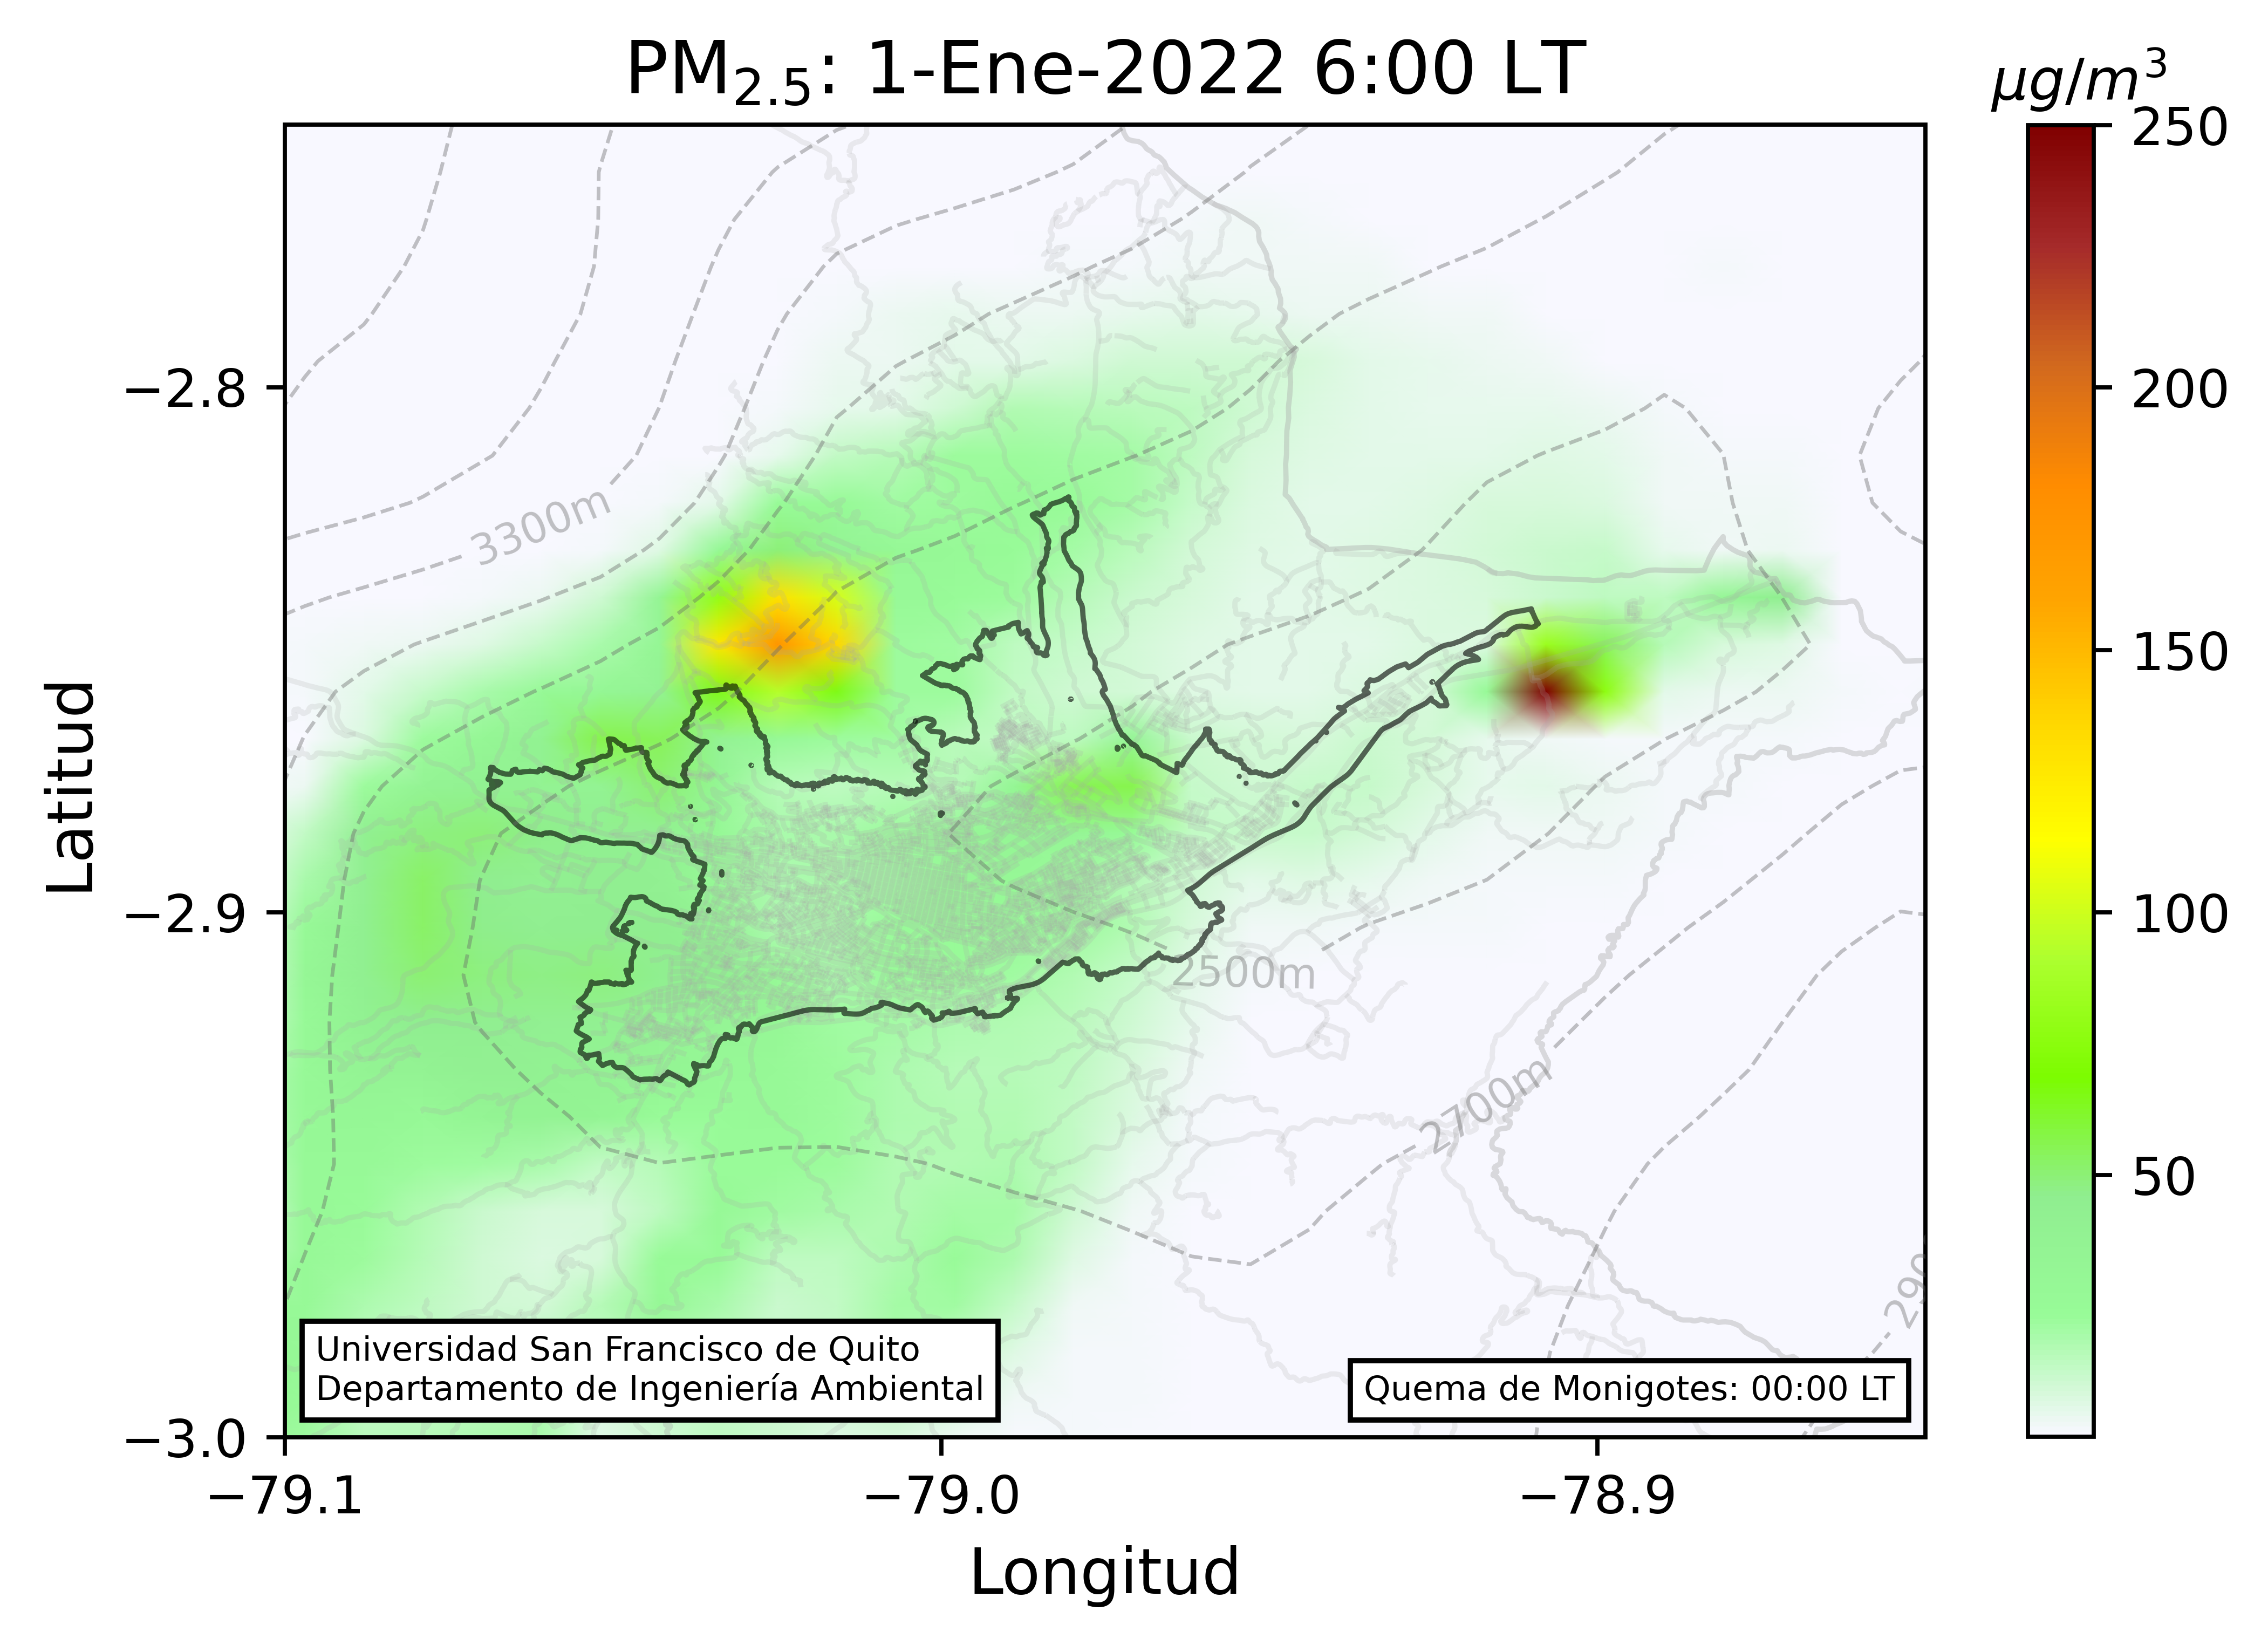 PM2.5: 1-Ene-2022 6:00 LT
μg/m³
250
200
150
100
50
Latitud
−2.8
−2.9
−3.0
3300m
2500m
2700m
290
Universidad San Francisco de Quito
Departamento de Ingeniería Ambiental
Quema de Monigotes: 00:00 LT
−79.1
−79.0
−78.9
Longitud